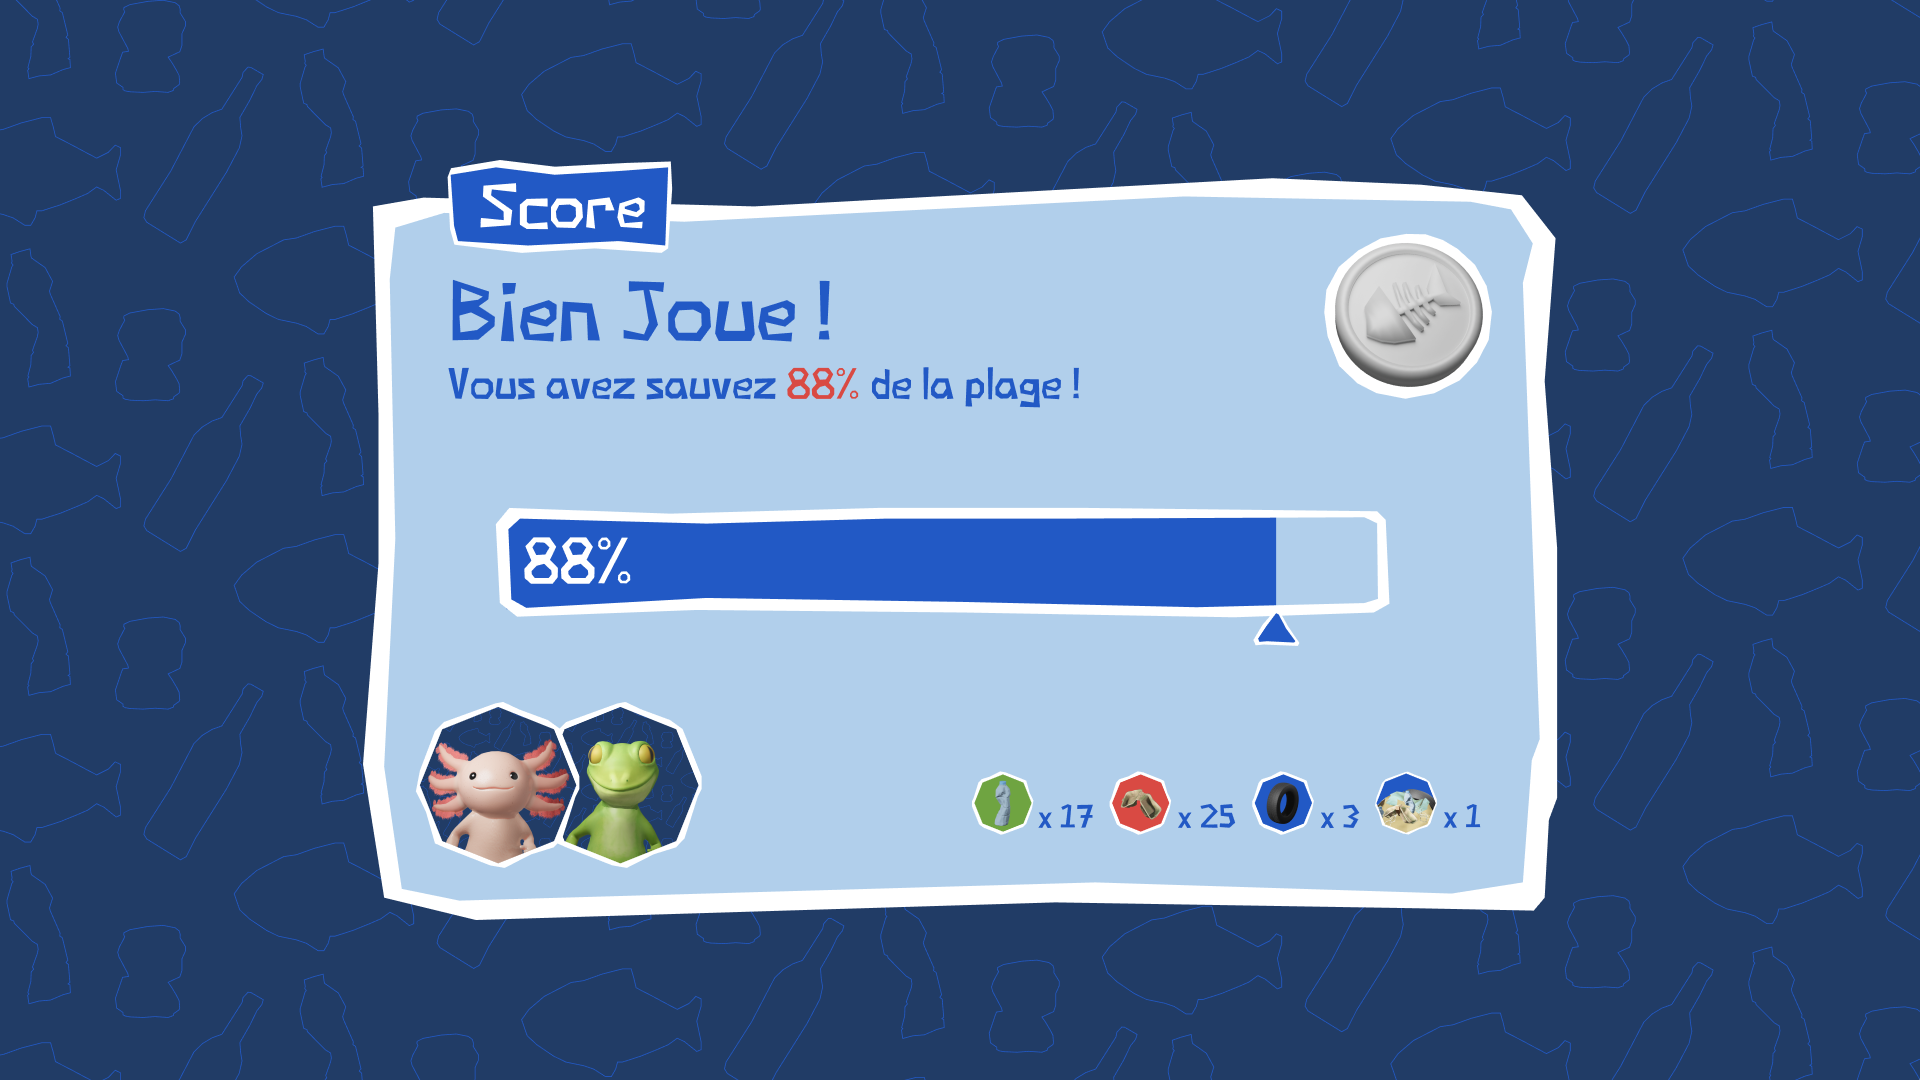 Score
Bien Joue !
Vous avez sauvez 88% de la plage !
88%
x 17 x 25 x 3 x 1